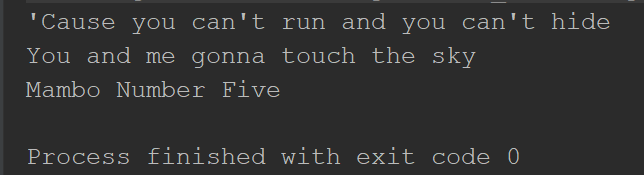 'Cause you can't run and you can't hide
You and me gonna touch the sky
Mambo Number Five
Process finished with exit code 0